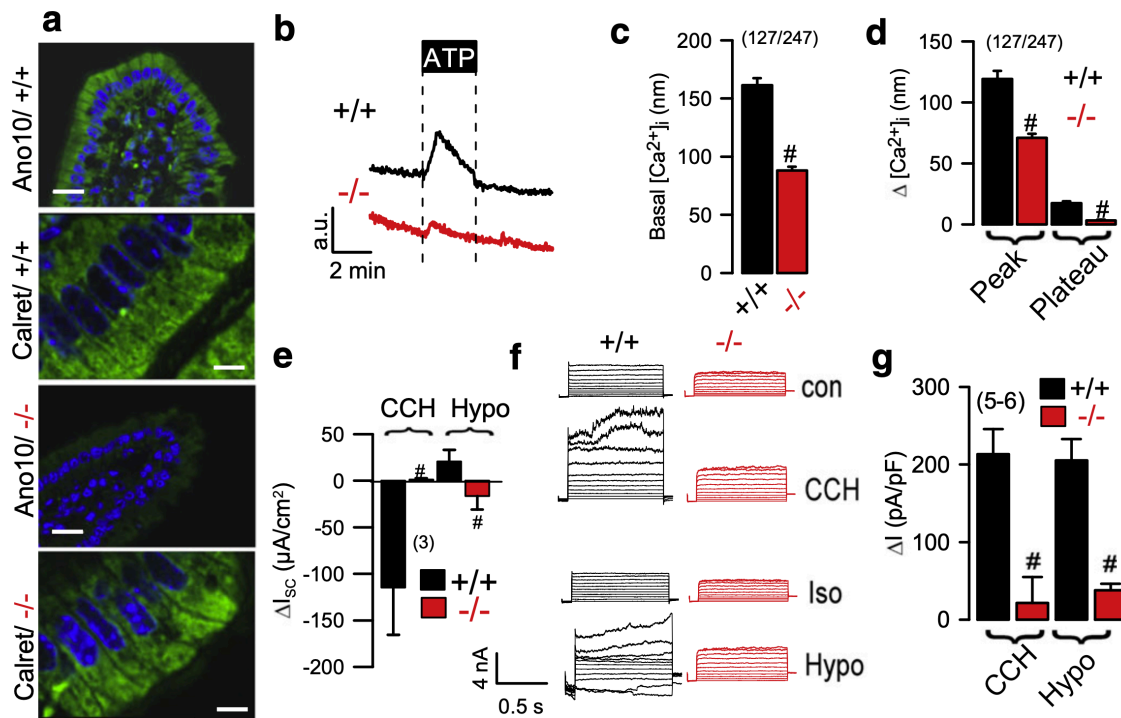 a
Ano10/ +/+
Calret/ +/+
Ano10/ -/-
Calret/ -/-
b
ATP
+/+
-/-
a.u.
2 min
c
(127/247)
Basal [Ca²⁺]i (nm)
200
150
100
50
0
#
+/+
-/-
d
(127/247)
Δ [Ca²⁺]i (nm)
150
100
50
0
+/+
-/-
#
#
Peak
Plateau
e
CCH Hypo
ΔISC (µA/cm²)
50
0
-50
-100
-150
-200
#
#
(3)
+/+
-/-
f
+/+ -/-
con
CCH
Iso
Hypo
4 nA
0.5 s
g
ΔI (pA/pF)
300
200
100
0
(5-6)
+/+
-/-
#
#
CCH
Hypo